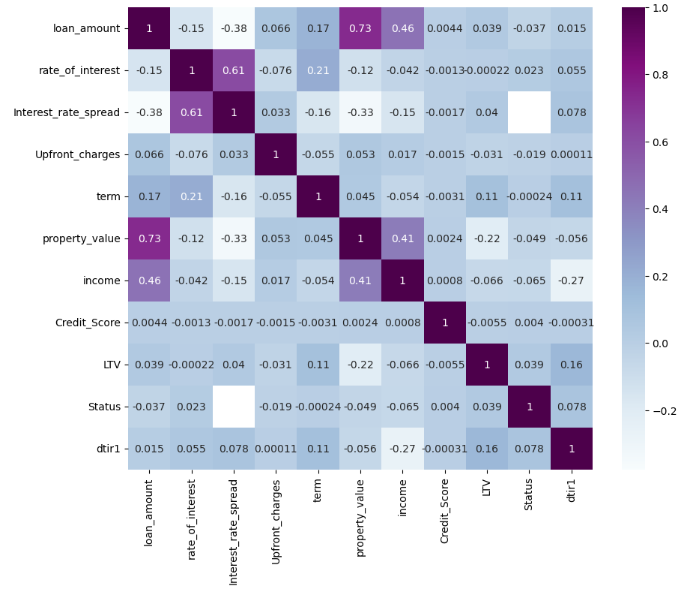 loan_amount 1 -0.15 -0.38 0.066 0.17 0.73 0.46 0.0044 0.039 -0.037 0.015
rate_of_interest -0.15 1 0.61 -0.076 0.21 -0.12 -0.042 -0.0013 -0.00022 0.023 0.055
Interest_rate_spread -0.38 0.61 1 0.033 -0.16 -0.33 -0.15 -0.0017 0.04 0.078
Upfront_charges 0.066 -0.076 0.033 1 -0.055 0.053 0.017 -0.0015 -0.031 -0.019 0.00011
term 0.17 0.21 -0.16 -0.055 1 0.045 -0.054 -0.0031 0.11 -0.00024 0.11
property_value 0.73 -0.12 -0.33 0.053 0.045 1 0.41 0.0024 -0.22 -0.049 -0.056
income 0.46 -0.042 -0.15 0.017 -0.054 0.41 1 0.0008 -0.066 -0.065 -0.27
Credit_Score 0.0044 -0.0013 -0.0017 -0.0015 -0.0031 0.0024 0.0008 1 -0.0055 0.004 -0.00031
LTV 0.039 -0.00022 0.04 -0.031 0.11 -0.22 -0.066 -0.0055 1 0.039 0.16
Status -0.037 0.023 -0.019 -0.00024 -0.049 -0.065 0.004 0.039 1 0.078
dtir1 0.015 0.055 0.078 0.00011 0.11 -0.056 -0.27 -0.00031 0.16 0.078 1
loan_amount
rate_of_interest
Interest_rate_spread
Upfront_charges
term
property_value
income
Credit_Score
LTV
Status
dtir1
1.0
0.8
0.6
0.4
0.2
0.0
−0.2